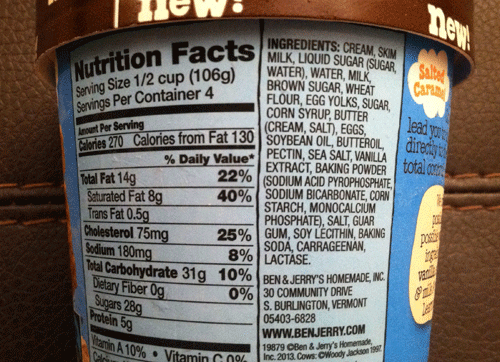 new!
new!
Nutrition Facts
Serving Size 1/2 cup (106g)
Servings Per Container 4
Amount Per Serving
Calories 270 Calories from Fat 130
% Daily Value*
Total Fat 14g 22%
Saturated Fat 8g 40%
Trans Fat 0.5g
Cholesterol 75mg 25%
Sodium 180mg 8%
Total Carbohydrate 31g 10%
Dietary Fiber 0g 0%
Sugars 28g
Protein 5g
Vitamin A 10% • Vitamin C 0%
INGREDIENTS: CREAM, SKIM
MILK, LIQUID SUGAR (SUGAR,
WATER), WATER, MILK,
BROWN SUGAR, WHEAT
FLOUR, EGG YOLKS, SUGAR,
CORN SYRUP, BUTTER
(CREAM, SALT), EGGS,
SOYBEAN OIL, BUTTEROIL,
PECTIN, SEA SALT, VANILLA
EXTRACT, BAKING POWDER
(SODIUM ACID PYROPHOSPHATE,
SODIUM BICARBONATE, CORN
STARCH, MONOCALCIUM
PHOSPHATE), SALT, GUAR
GUM, SOY LECITHIN, BAKING
SODA, CARRAGEENAN,
LACTASE.
BEN & JERRY'S HOMEMADE, INC.
30 COMMUNITY DRIVE
S. BURLINGTON, VERMONT
05403-6828
WWW.BENJERRY.COM
19879 ©Ben & Jerry's Homemade,
Inc. 2013. Cows: ©Woody Jackson 1997.
Salted
Caramel
lead you
directly
total